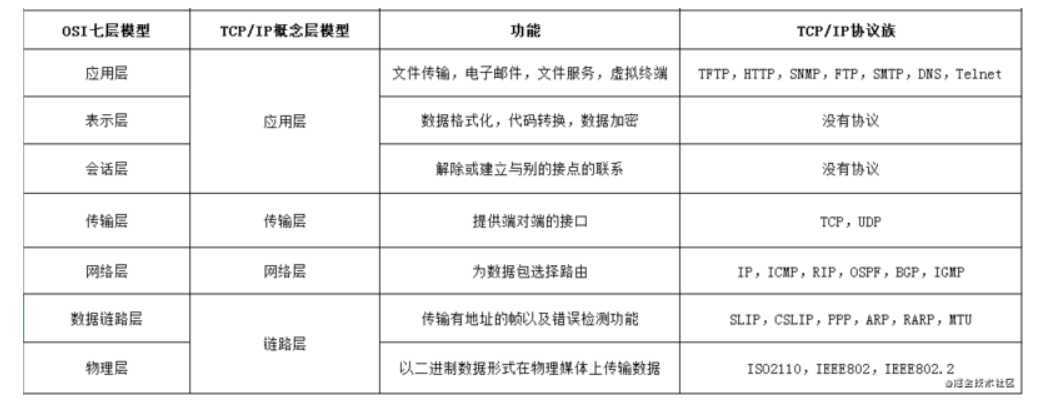 OSI七层模型 TCP/IP概念层模型 功能 TCP/IP协议族
应用层 文件传输，电子邮件，文件服务，虚拟终端 TFTP，HTTP，SNMP，FTP，SMTP，DNS，Telnet
表示层 应用层 数据格式化，代码转换，数据加密 没有协议
会话层 解除或建立与别的接点的联系 没有协议
传输层 传输层 提供端对端的接口 TCP，UDP
网络层 网络层 为数据包选择路由 IP，ICMP，RIP，OSPF，BGP，IGMP
数据链路层 传输有地址的帧以及错误检测功能 SLIP，CSLIP，PPP，ARP，RARP，MTU
链路层
物理层 以二进制数据形式在物理媒体上传输数据 ISO2110，IEEE802，IEEE802.2
@掘金技术社区